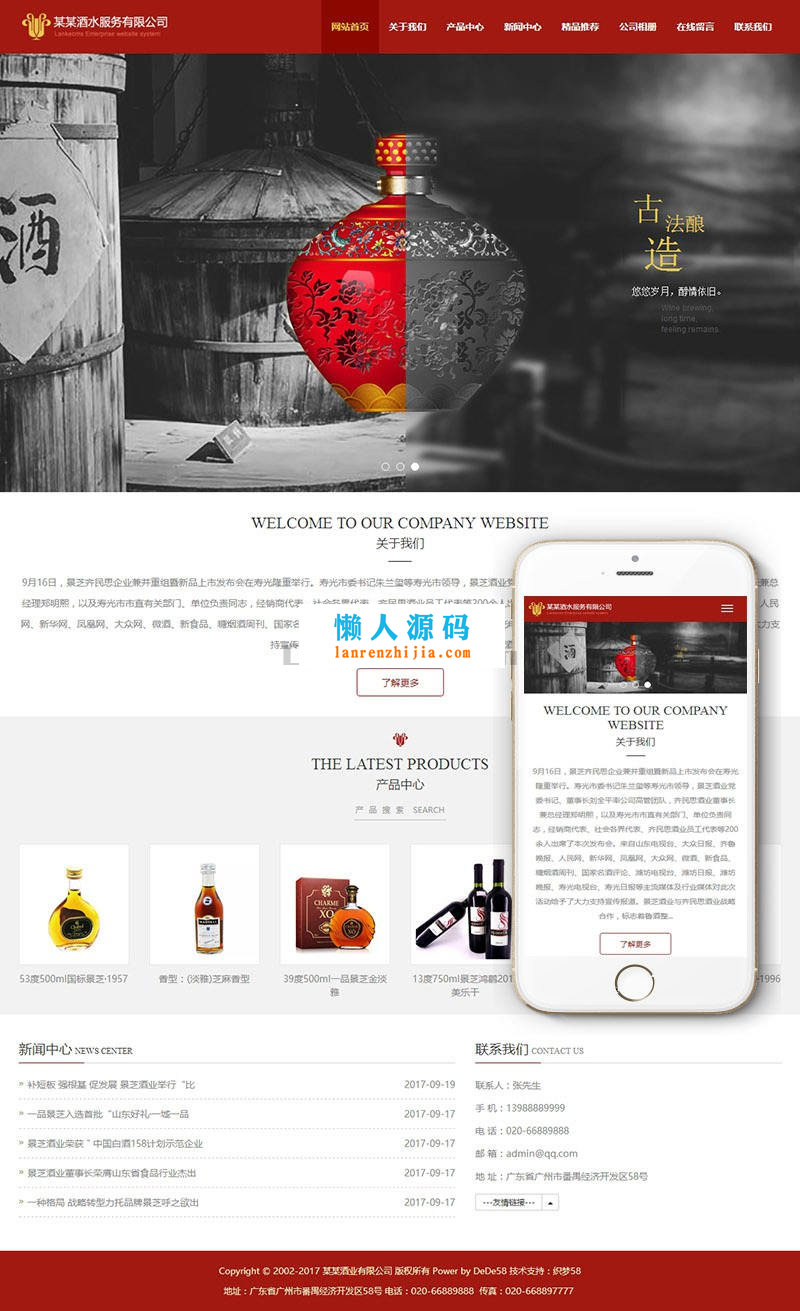 某某酒水服务有限公司
Lankecms Enterprise website system
网站首页 关于我们 产品中心 新闻中心 精品推荐 公司相册 在线留言 联系我们
酒
古
法酿
造
悠悠岁月，醇情依旧。
Wine brewing,
long time,
feeling remains.
WELCOME TO OUR COMPANY WEBSITE
关于我们
9月16日，景芝齐民思企业兼并重组暨新品上市发布会在寿光隆重举行。寿光市委书记朱兰玺等寿光市领导，景芝酒业党
经理郑明熙，以及寿光市市直有关部门、单位负责同志，经销商代表、社会各界代表、齐民思酒业员工代表等200余人出
网、新华网、凤凰网、大众网、微酒、新食品、糖烟酒周刊、国家名
持宣传
懒人源码
lanrenzhijia.com
了解更多
THE LATEST PRODUCTS
产品中心
产品搜索 SEARCH
53度500ml国标景芝·1957
香型：(淡雅)芝麻香型
39度500ml一品景芝金淡雅
13度750ml景芝鸿鹳201
美乐干
-1996
某某酒水服务有限公司
WELCOME TO OUR COMPANY
WEBSITE
关于我们
9月16日，景芝齐民思企业兼并重组暨新品上市发布会在寿光
隆重举行。寿光市委书记朱兰玺等寿光市领导，景芝酒业党
委书记、董事长刘全平率公司高管团队，齐民思酒业董事长
兼总经理郑明熙，以及寿光市市直有关部门、单位负责同
志，经销商代表、社会各界代表、齐民思酒业员工代表等200
余人出席了本次发布会。来自山东电视台、大众日报、齐鲁
晚报、人民网、新华网、凤凰网、大众网、微酒、新食品、
糖烟酒周刊、国家名酒评论、潍坊电视台、潍坊日报、潍坊
晚报、寿光电视台、寿光日报等主流媒体及行业媒体对此次
活动给予了大力支持宣传报道。景芝酒业与齐民思酒业战略
合作，标志着鲁酒整...
了解更多
新闻中心 NEWS CENTER
» 补短板 强根基 促发展 景芝酒业举行“比 2017-09-19
» 一品景芝入选首批“山东好礼·一城一品 2017-09-17
» 景芝酒业荣获＂中国白酒158计划示范企业 2017-09-17
» 景芝酒业董事长荣膺山东省食品行业杰出 2017-09-17
» 一种格局 战略转型力托品牌景芝呼之欲出 2017-09-17
联系我们 CONTACT US
联系人：张先生
手 机：13988889999
电 话：020-66889888
邮 箱：admin@qq.com
地 址：广东省广州市番禺经济开发区58号
---友情链接---
Copyright © 2002-2017 某某酒业有限公司 版权所有 Power by DeDe58 技术支持：织梦58
地址：广东省广州市番禺经济开发区58号 电话：020-66889888 传真：020-668897777